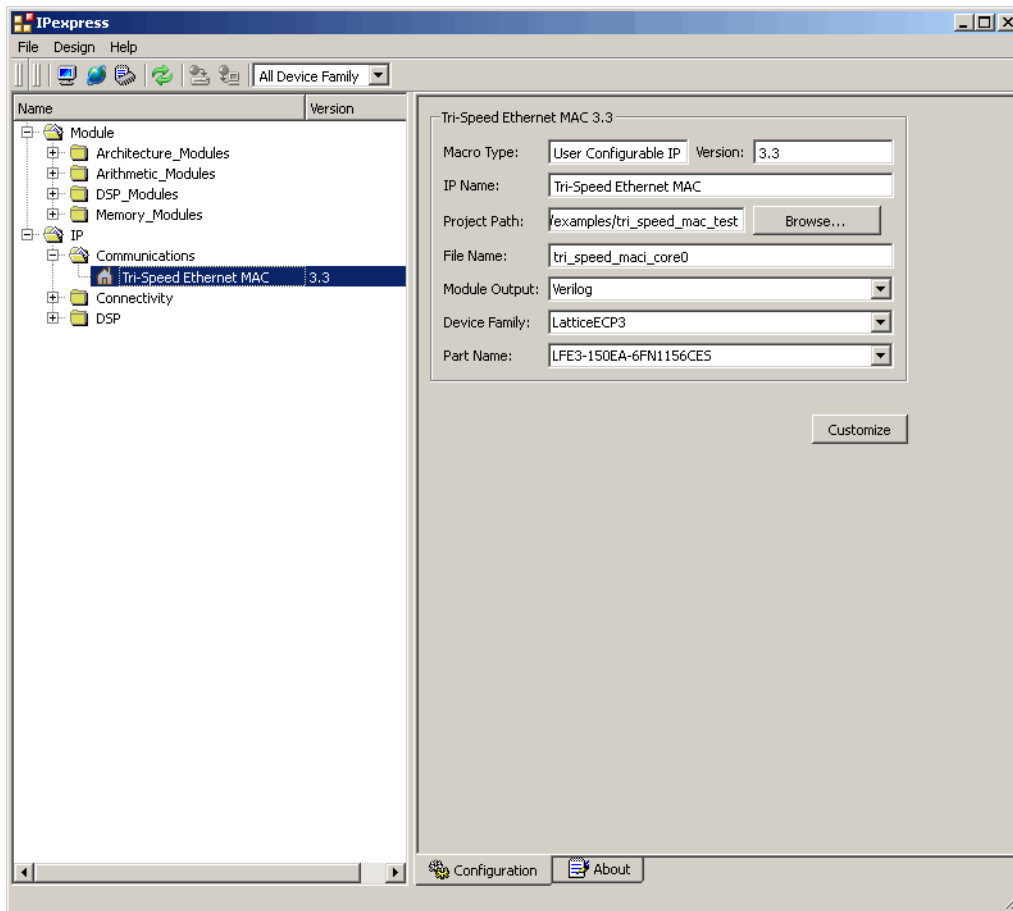 IPexpress
File Design Help
All Device Family
Name Version
Module
Architecture_Modules
Arithmetic_Modules
DSP_Modules
Memory_Modules
IP
Communications
Tri-Speed Ethernet MAC 3.3
Connectivity
DSP
Tri-Speed Ethernet MAC 3.3
Macro Type: User Configurable IP Version: 3.3
IP Name: Tri-Speed Ethernet MAC
Project Path: /examples/tri_speed_mac_test Browse...
File Name: tri_speed_maci_core0
Module Output: Verilog
Device Family: LatticeECP3
Part Name: LFE3-150EA-6FN1156CES
Customize
Configuration About